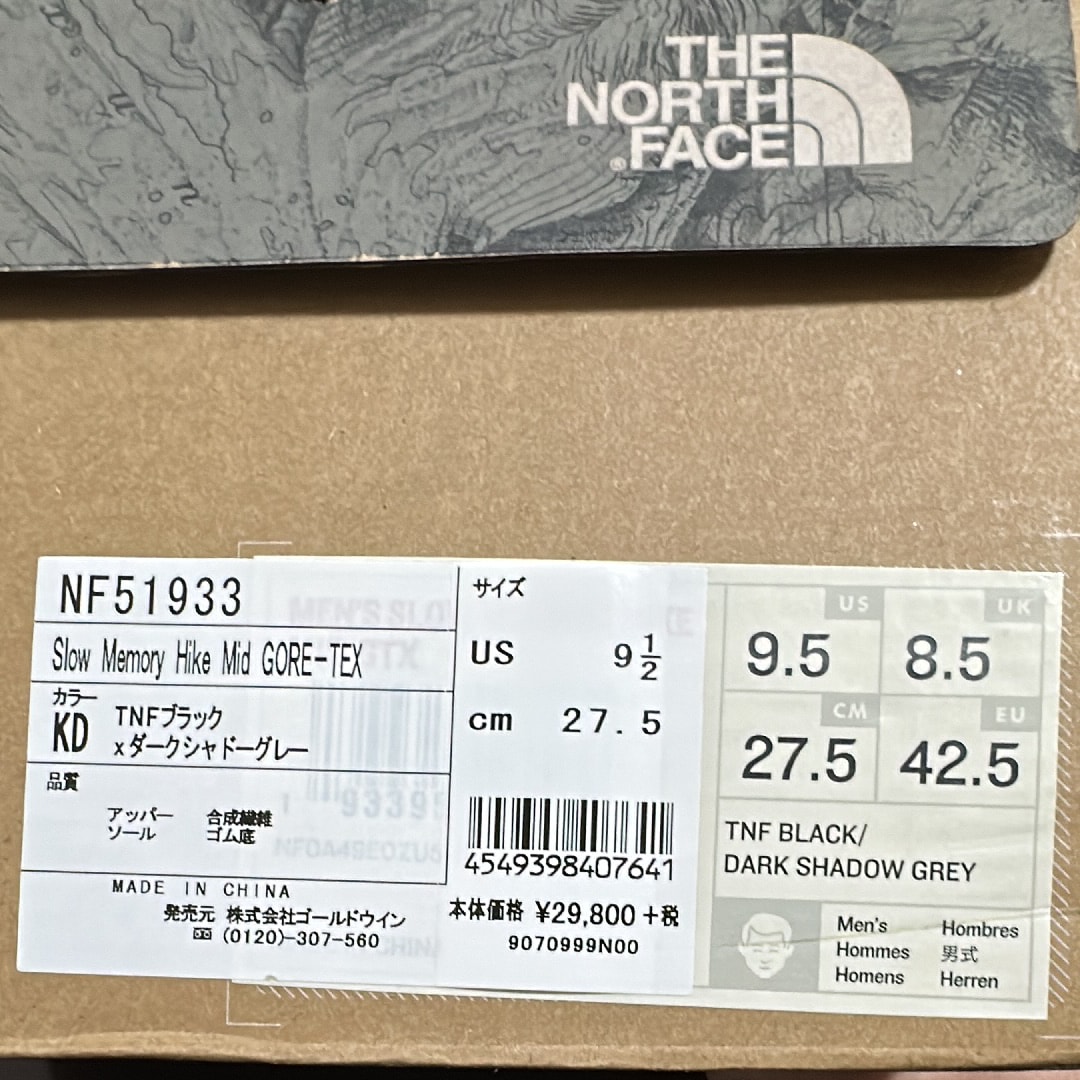 THE
NORTH
FACE
NF51933
Slow Memory Hike Mid GORE-TEX
カラー
KD
TNFブラック
xダークシャドーグレー
品質
アッパー 合成繊維
ソール ゴム底
MADE IN CHINA
発売元 株式会社ゴールドウイン
(0120)-307-560
サイズ
US 9 1/2
cm 27.5
4549398407641
本体価格 ¥29,800+税
9070999N00
US
9.5
UK
8.5
CM
27.5
EU
42.5
TNF BLACK/
DARK SHADOW GREY
Men's Hombres
Hommes 男式
Homens Herren